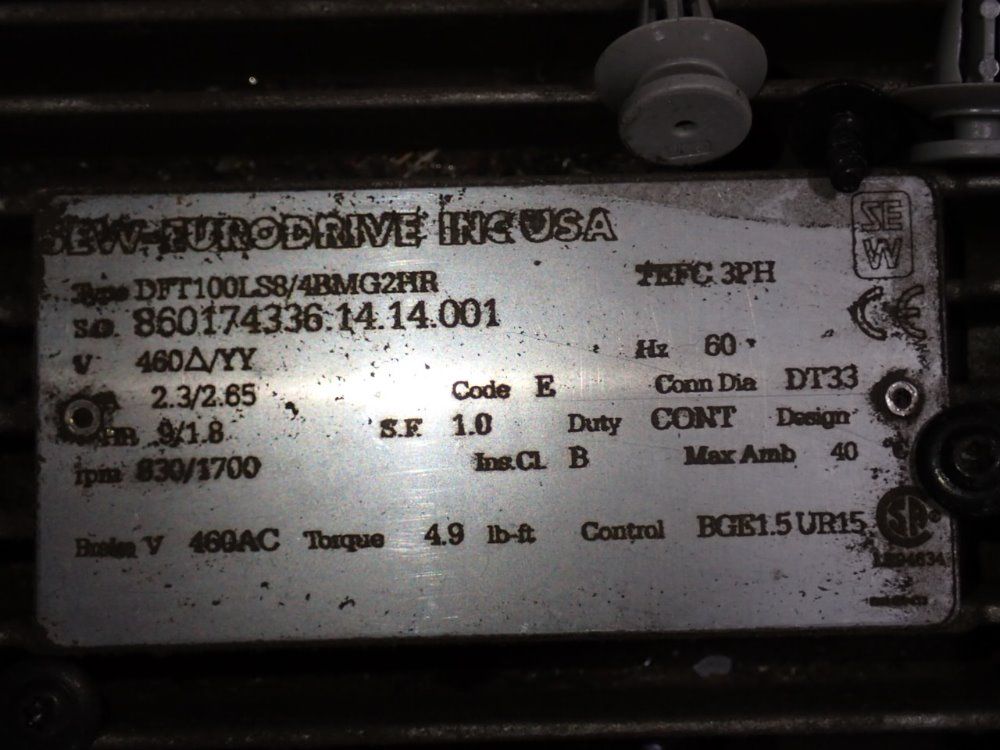 SEW-EURODRIVE INC USA
SE
W
Type DFT100LS8/4BMG2HR TEFC 3PH
S.O. 860174336.14.14.001
CE
V 460Δ/YY Hz 60
A 2.3/2.65 Code E Conn Dia DT33
HP .9/1.8 S.F. 1.0 Duty CONT Design
rpm 830/1700 Ins.Cl. B Max Amb 40 °C
Brake V 460AC Torque 4.9 lb-ft Control BGE1.5 UR15